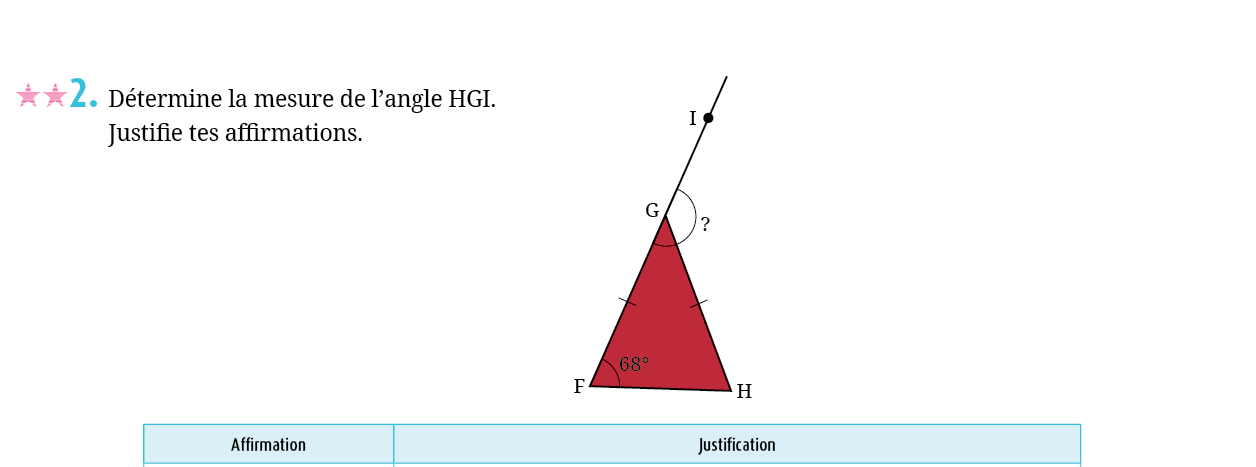 2. Détermine la mesure de l’angle HGI.
Justifie tes affirmations.
I
G
?
68°
F
H
Affirmation
Justification